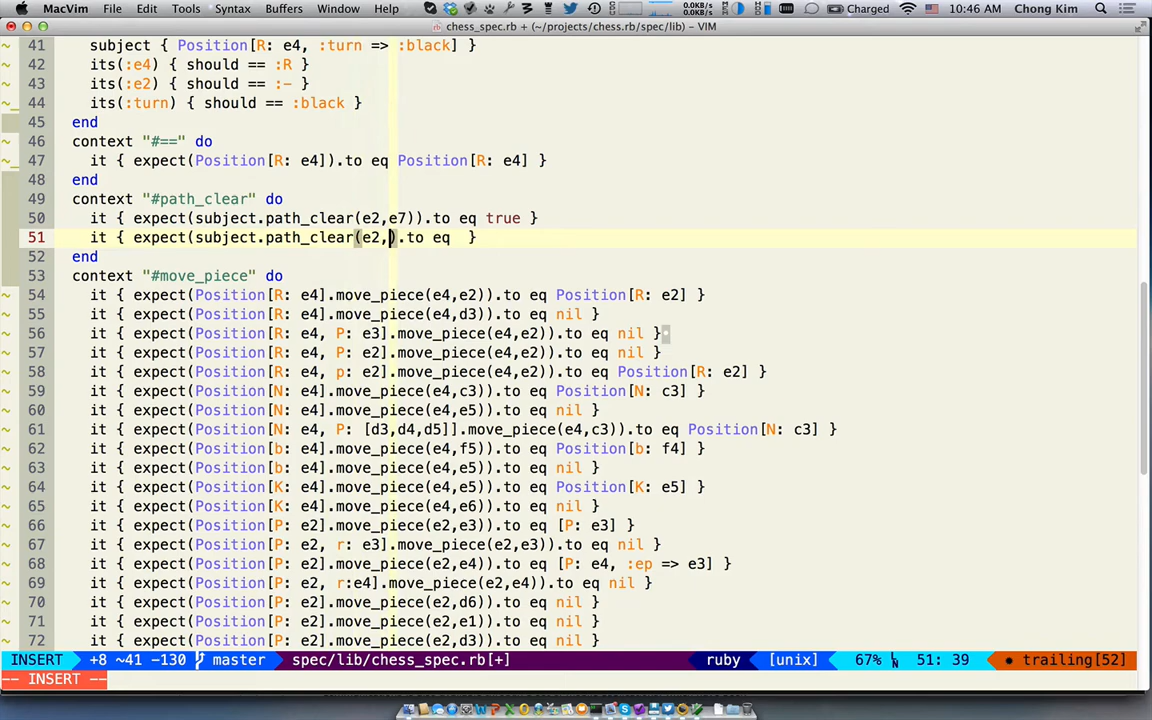 MacVim File Edit Tools Syntax Buffers Window Help 0.0KB/s 0.0KB/s Charged 10:46 AM Chong Kim
chess_spec.rb + (~/projects/chess.rb/spec/lib) – VIM
~ 41 subject { Position[R: e4, :turn => :black] }
~ 42 its(:e4) { should == :R }
~ 43 its(:e2) { should == :- }
~_ 44 its(:turn) { should == :black }
45 end
~ 46 context "#==" do
~_ 47 it { expect(Position[R: e4]).to eq Position[R: e4] }
48 end
49 context "#path_clear" do
50 it { expect(subject.path_clear(e2,e7)).to eq true }
51 it { expect(subject.path_clear(e2,).to eq  }
52 end
53 context "#move_piece" do
~ 54 it { expect(Position[R: e4].move_piece(e4,e2)).to eq Position[R: e2] }
~ 55 it { expect(Position[R: e4].move_piece(e4,d3)).to eq nil }
~ 56 it { expect(Position[R: e4, P: e3].move_piece(e4,e2)).to eq nil }
~ 57 it { expect(Position[R: e4, P: e2].move_piece(e4,e2)).to eq nil }
~ 58 it { expect(Position[R: e4, p: e2].move_piece(e4,e2)).to eq Position[R: e2] }
~ 59 it { expect(Position[N: e4].move_piece(e4,c3)).to eq Position[N: c3] }
~ 60 it { expect(Position[N: e4].move_piece(e4,e5)).to eq nil }
~ 61 it { expect(Position[N: e4, P: [d3,d4,d5]].move_piece(e4,c3)).to eq Position[N: c3] }
~ 62 it { expect(Position[b: e4].move_piece(e4,f5)).to eq Position[b: f4] }
~ 63 it { expect(Position[b: e4].move_piece(e4,e5)).to eq nil }
~ 64 it { expect(Position[K: e4].move_piece(e4,e5)).to eq Position[K: e5] }
~ 65 it { expect(Position[K: e4].move_piece(e4,e6)).to eq nil }
~ 66 it { expect(Position[P: e2].move_piece(e2,e3)).to eq [P: e3] }
~ 67 it { expect(Position[P: e2, r: e3].move_piece(e2,e3)).to eq nil }
~ 68 it { expect(Position[P: e2].move_piece(e2,e4)).to eq [P: e4, :ep => e3] }
~ 69 it { expect(Position[P: e2, r:e4].move_piece(e2,e4)).to eq nil }
~ 70 it { expect(Position[P: e2].move_piece(e2,d6)).to eq nil }
~ 71 it { expect(Position[P: e2].move_piece(e2,e1)).to eq nil }
~ 72 it { expect(Position[P: e2].move_piece(e2,d3)).to eq nil }
INSERT +8 ~41 -130 master spec/lib/chess_spec.rb[+] ruby [unix] 67% 51: 39 trailing[52]
-- INSERT --